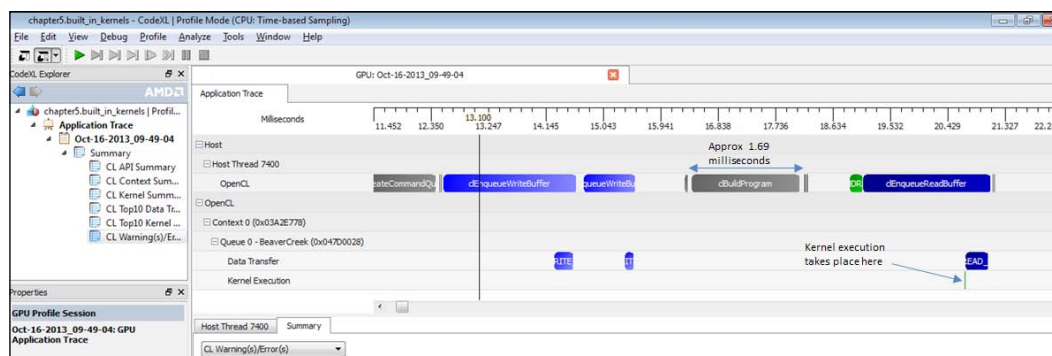 chapter5.built_in_kernels - CodeXL | Profile Mode (CPU: Time-based Sampling)
File Edit View Debug Profile Analyze Tools Window Help
CodeXL Explorer
GPU: Oct-16-2013_09-49-04
AMD
Application Trace
chapter5.built_in_kernels | Profil...
Application Trace
Oct-16-2013_09-49-04
Summary
CL API Summary
CL Context Sum...
CL Kernel Summ...
CL Top10 Data Tr...
CL Top10 Kernel ...
CL Warning(s)/Er...
Milliseconds
13.100
11.452 12.350 13.247 14.145 15.043 15.941 16.838 17.736 18.634 19.532 20.429 21.327 22.2
Host
Host Thread 7400
Approx 1.69
milliseconds
OpenCL
eateCommandQu clEnqueueWriteBuffer queueWriteBu clBuildProgram clEnqueueReadBuffer
OpenCL
Context 0 (0x03A2E778)
Queue 0 - BeaverCreek (0x047D0028)
Data Transfer
RITE IT EAD_
Kernel Execution
Kernel execution
takes place here
Properties
GPU Profile Session
Oct-16-2013_09-49-04: GPU
Application Trace
Host Thread 7400 Summary
CL Warning(s)/Error(s)